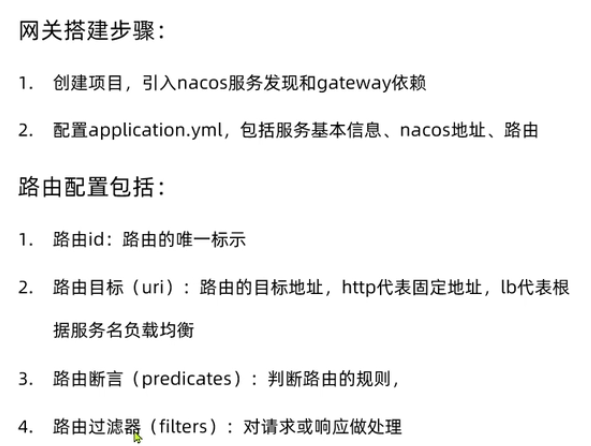 网关搭建步骤：
1. 创建项目，引入nacos服务发现和gateway依赖
2. 配置application.yml，包括服务基本信息、nacos地址、路由
路由配置包括：
1. 路由id：路由的唯一标示
2. 路由目标（uri）：路由的目标地址，http代表固定地址，lb代表根
据服务名负载均衡
3. 路由断言（predicates）：判断路由的规则，
4. 路由过滤器（filters）：对请求或响应做处理